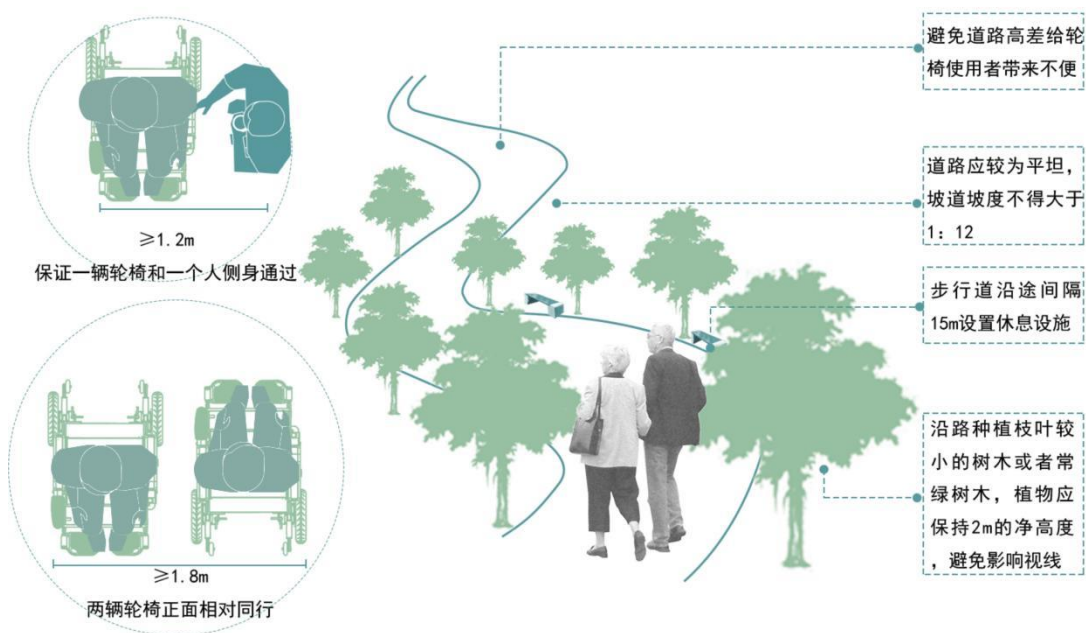 ≥1.2m
保证一辆轮椅和一个人侧身通过
≥1.8m
两辆轮椅正面相对同行
避免道路高差给轮
椅使用者带来不便
道路应较为平坦，
坡道坡度不得大于
1：12
步行道沿途间隔
15m设置休息设施
沿路种植枝叶较
小的树木或者常
绿树木，植物应
保持2m的净高度
，避免影响视线